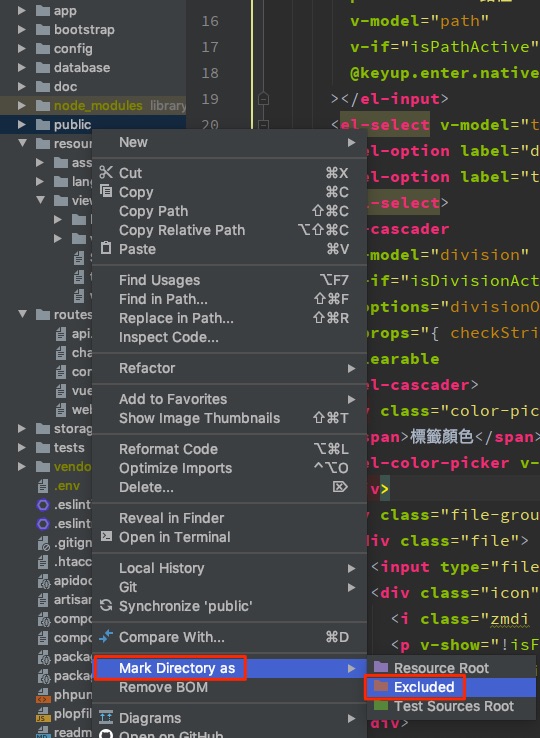 app
bootstrap
config
database
doc
node_modules library
public
resour
ass
lang
view
routes
api.
cha
con
vue
web
storag
tests
vendo
.env
.eslint
.eslint
.gitign
.htacc
apidoc
artisan
compo
compo
packag
packag
phpun
plopfil
readm
16 v-model="path"
17 v-if="isPathActive"
18 @keyup.enter.native
19 ></el-input>
20 <el-select v-model="t
l-option label="d
l-option label="t
l-select>
-cascader
-model="division"
-if="isDivisionAct
options="divisionO
props="{ checkStri
learable
el-cascader>
class="color-pic
span>標籤顏色</span>
el-color-picker v-
v>
class="file-grou
div class="file">
<input type="file
<div class="icon"
<i class="zmdi
<p v-show="!isF
div>
New
Cut ⌘X
Copy ⌘C
Copy Path ⇧⌘C
Copy Relative Path ⌥⇧⌘C
Paste ⌘V
Find Usages ⌥F7
Find in Path... ⇧⌘F
Replace in Path... ⇧⌘R
Inspect Code...
Refactor
Add to Favorites
Show Image Thumbnails ⇧⌘T
Reformat Code ⌥⌘L
Optimize Imports ^⌥O
Delete... ⌦
Reveal in Finder
Open in Terminal
Local History
Git
Synchronize 'public'
Compare With... ⌘D
Mark Directory as
Remove BOM
Diagrams
Open on GitHub
Resource Root
Excluded
Test Sources Root